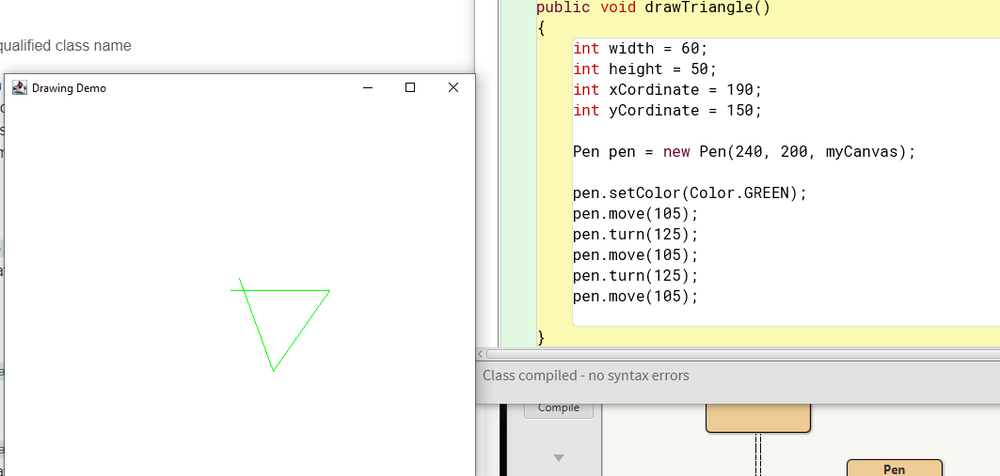 qualified class name
Drawing Demo
public void drawTriangle()
{
int width = 60;
int height = 50;
int xCordinate = 190;
int yCordinate = 150;
Pen pen = new Pen(240, 200, myCanvas);
pen.setColor(Color.GREEN);
pen.move(105);
pen.turn(125);
pen.move(105);
pen.turn(125);
pen.move(105);
}
Class compiled - no syntax errors
Compile
Pen